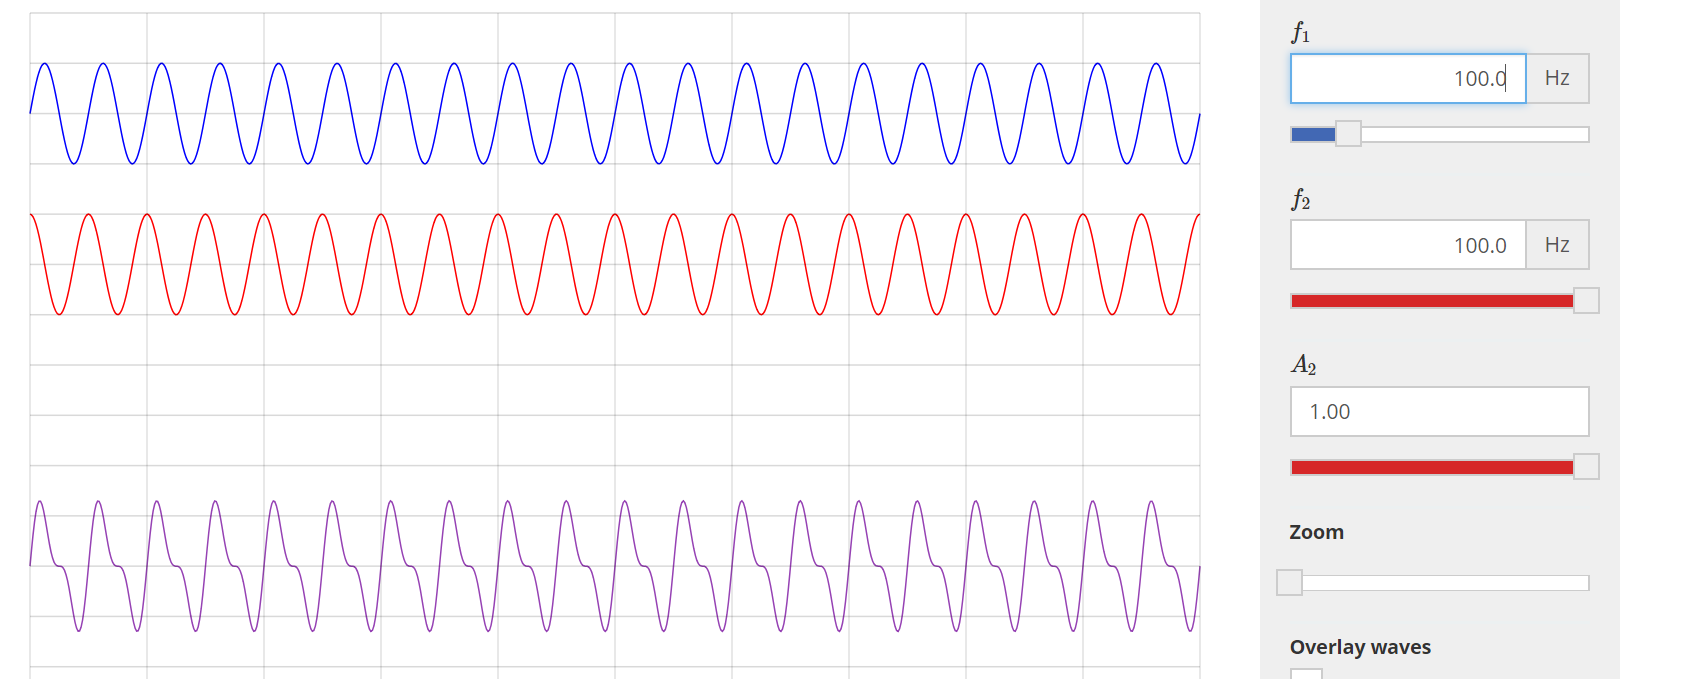 f₁
100.0 Hz
f₂
100.0 Hz
A₂
1.00
Zoom
Overlay waves